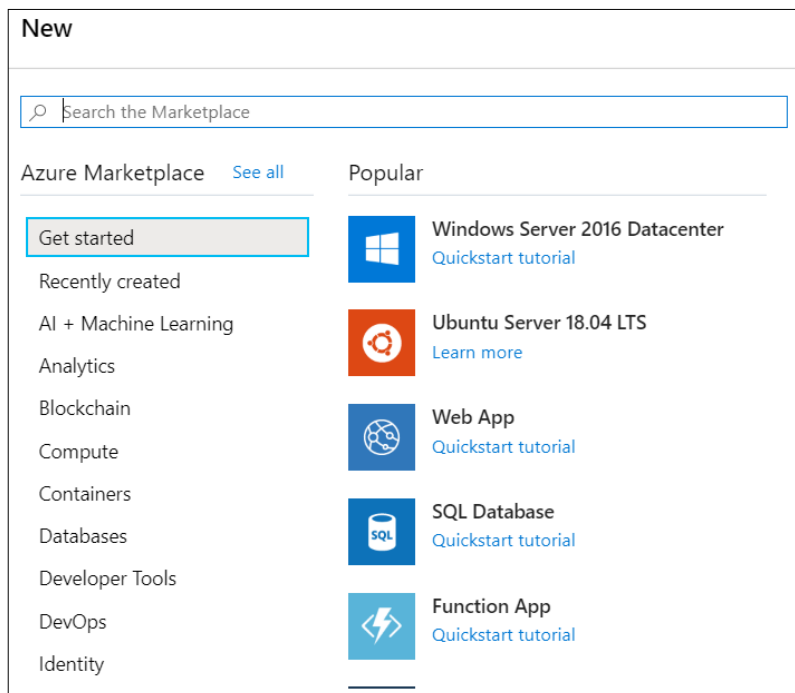 New
Search the Marketplace
Azure Marketplace See all
Popular
Get started
Recently created
AI + Machine Learning
Analytics
Blockchain
Compute
Containers
Databases
Developer Tools
DevOps
Identity
Windows Server 2016 Datacenter
Quickstart tutorial
Ubuntu Server 18.04 LTS
Learn more
Web App
Quickstart tutorial
SQL
SQL Database
Quickstart tutorial
Function App
Quickstart tutorial